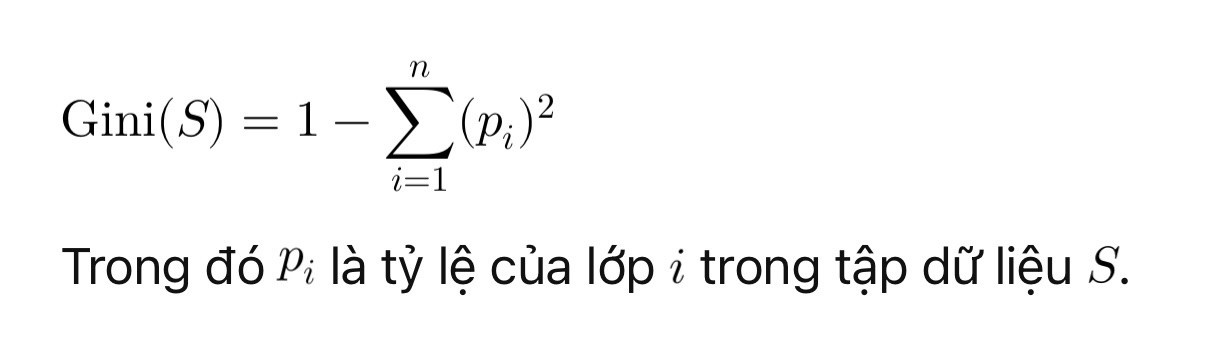 Gini(S) = 1 − ∑_{i=1}^{n} (p_i)^2
Trong đó p_i là tỷ lệ của lớp i trong tập dữ liệu S.